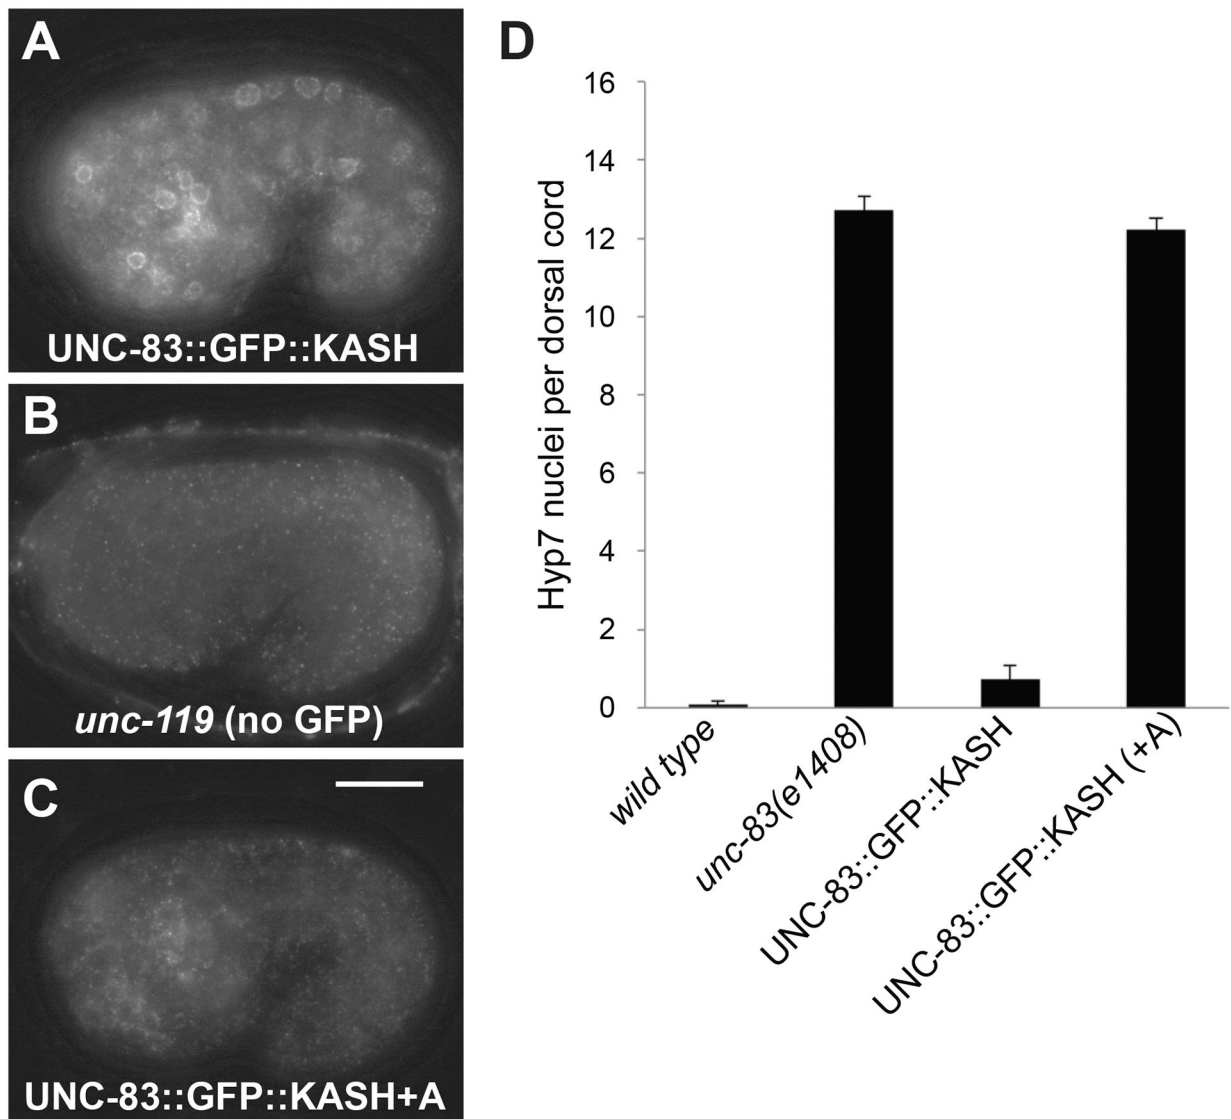 A
UNC-83::GFP::KASH
B
unc-119 (no GFP)
C
UNC-83::GFP::KASH+A
D
Hyp7 nuclei per dorsal cord
16
14
12
10
8
6
4
2
0
wild type
unc-83(e1408)
UNC-83::GFP::KASH
UNC-83::GFP::KASH (+A)